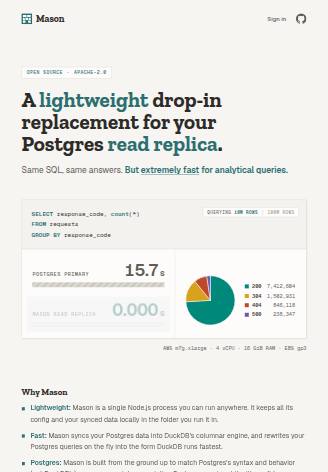 Mason
Sign in
OPEN SOURCE · APACHE-2.0
A lightweight drop-in
replacement for your
Postgres read replica.
Same SQL, same answers. But extremely fast for analytical queries.
SELECT response_code, count(*)
FROM requests
GROUP BY response_code
QUERYING 10M ROWS | 100M ROWS
POSTGRES PRIMARY 15.7 s
MASON READ REPLICA 0.000 s
200 7,412,684
304 1,502,931
404 846,118
500 238,347
AWS m7g.xlarge · 4 vCPU · 16 GiB RAM · EBS gp3
Why Mason
Lightweight: Mason is a single Node.js process you can run anywhere. It keeps all its
config and your synced data locally in the folder you run it in.
Fast: Mason syncs your Postgres data into DuckDB's columnar engine, and rewrites your
Postgres queries on the fly into the form DuckDB runs fastest.
Postgres: Mason is built from the ground up to match Postgres's syntax and behavior